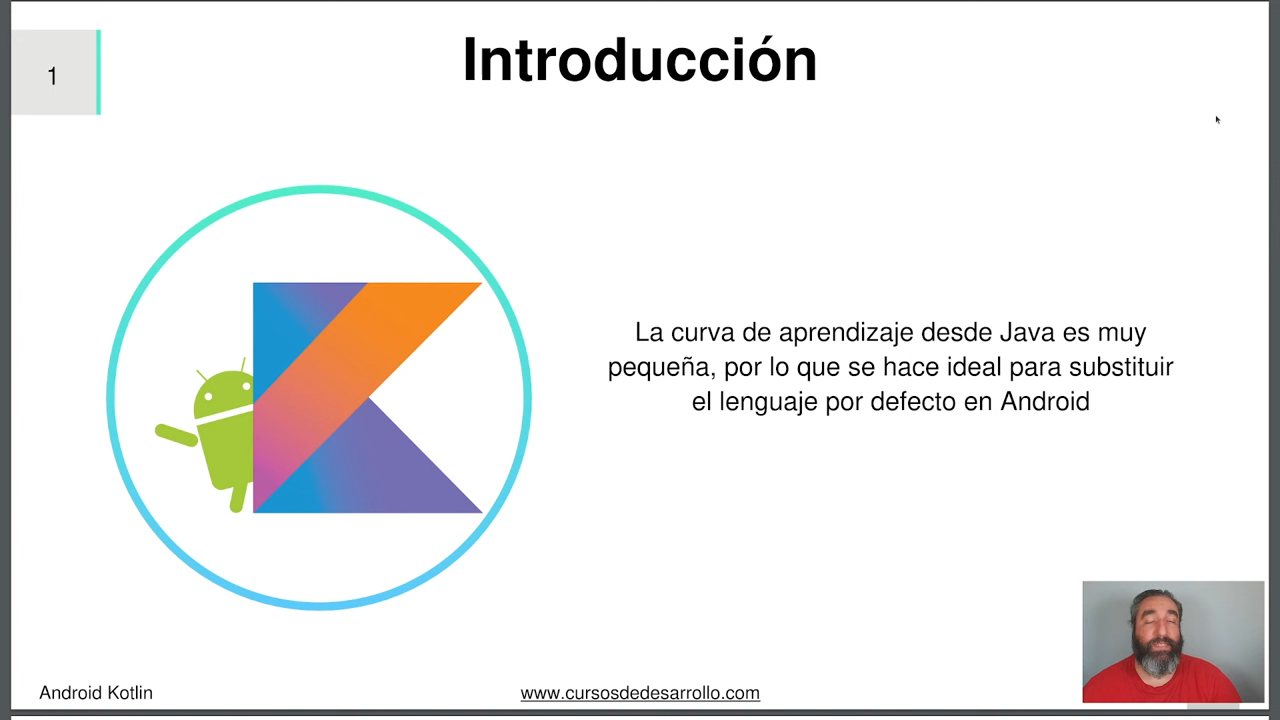 1
Introducción
La curva de aprendizaje desde Java es muy
pequeña, por lo que se hace ideal para substituir
el lenguaje por defecto en Android
Android Kotlin
www.cursosdedesarrollo.com